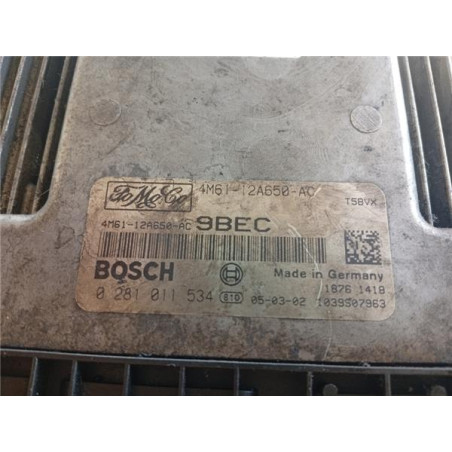 FoMoCo 4M61-12A650-AC
T5BVX
4M61-12A650-AC 9BEC
BOSCH Made in Germany
1876 1418
0 281 011 534 610 05-03-02 1039S07963